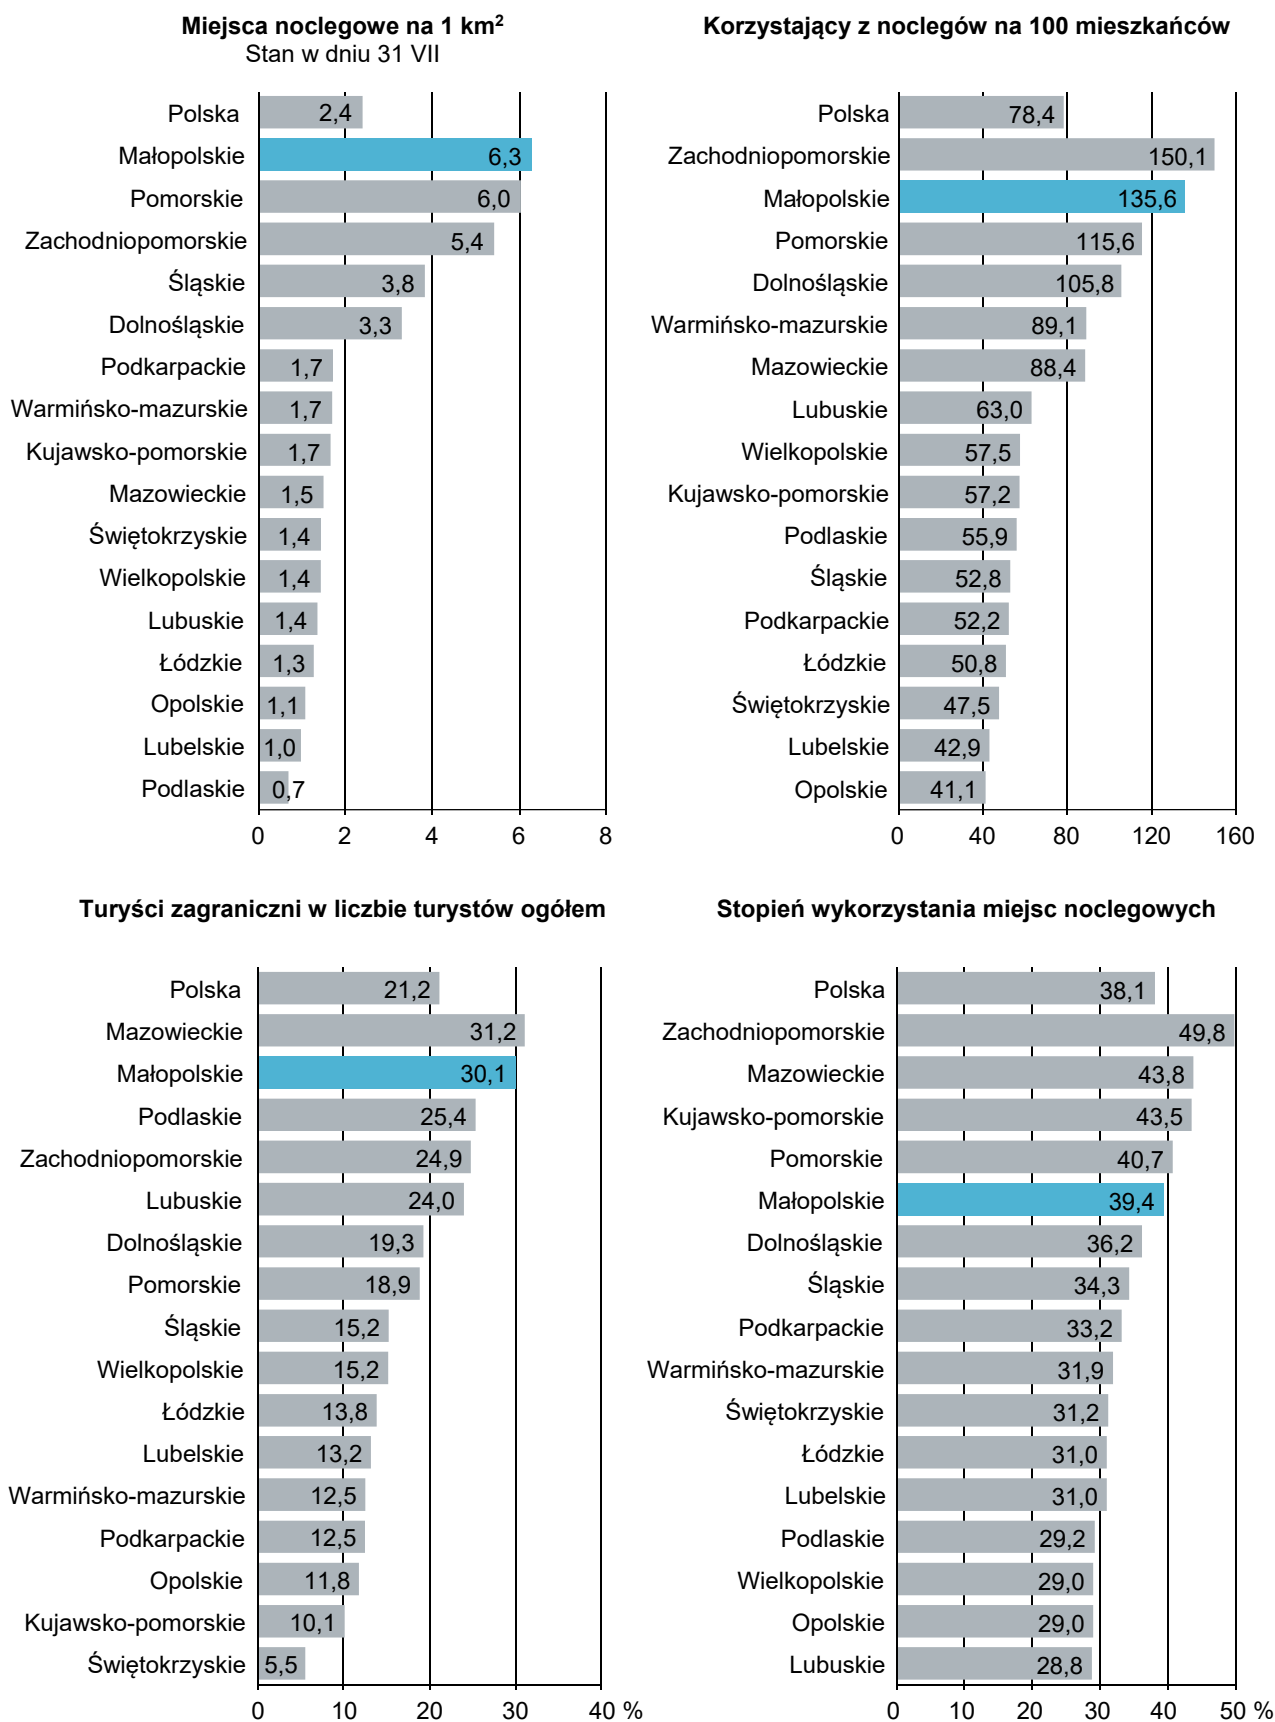 Miejsca noclegowe na 1 km²
Stan w dniu 31 VII
Polska 2,4
Małopolskie 6,3
Pomorskie 6,0
Zachodniopomorskie 5,4
Śląskie 3,8
Dolnośląskie 3,3
Podkarpackie 1,7
Warmińsko-mazurskie 1,7
Kujawsko-pomorskie 1,7
Mazowieckie 1,5
Świętokrzyskie 1,4
Wielkopolskie 1,4
Lubuskie 1,4
Łódzkie 1,3
Opolskie 1,1
Lubelskie 1,0
Podlaskie 0,7
0 2 4 6 8
Korzystający z noclegów na 100 mieszkańców
Polska 78,4
Zachodniopomorskie 150,1
Małopolskie 135,6
Pomorskie 115,6
Dolnośląskie 105,8
Warmińsko-mazurskie 89,1
Mazowieckie 88,4
Lubuskie 63,0
Wielkopolskie 57,5
Kujawsko-pomorskie 57,2
Podlaskie 55,9
Śląskie 52,8
Podkarpackie 52,2
Łódzkie 50,8
Świętokrzyskie 47,5
Lubelskie 42,9
Opolskie 41,1
0 40 80 120 160
Turyści zagraniczni w liczbie turystów ogółem
Polska 21,2
Mazowieckie 31,2
Małopolskie 30,1
Podlaskie 25,4
Zachodniopomorskie 24,9
Lubuskie 24,0
Dolnośląskie 19,3
Pomorskie 18,9
Śląskie 15,2
Wielkopolskie 15,2
Łódzkie 13,8
Lubelskie 13,2
Warmińsko-mazurskie 12,5
Podkarpackie 12,5
Opolskie 11,8
Kujawsko-pomorskie 10,1
Świętokrzyskie 5,5
0 10 20 30 40 %
Stopień wykorzystania miejsc noclegowych
Polska 38,1
Zachodniopomorskie 49,8
Mazowieckie 43,8
Kujawsko-pomorskie 43,5
Pomorskie 40,7
Małopolskie 39,4
Dolnośląskie 36,2
Śląskie 34,3
Podkarpackie 33,2
Warmińsko-mazurskie 31,9
Świętokrzyskie 31,2
Łódzkie 31,0
Lubelskie 31,0
Podlaskie 29,2
Wielkopolskie 29,0
Opolskie 29,0
Lubuskie 28,8
0 10 20 30 40 50 %